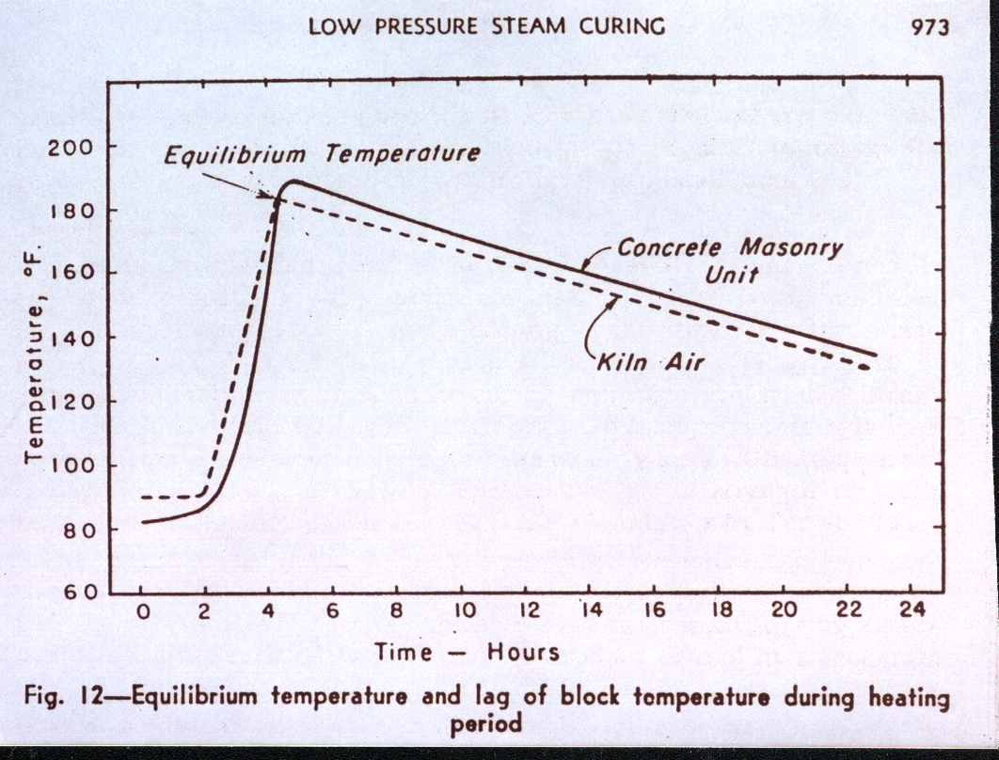 LOW PRESSURE STEAM CURING 973
Equilibrium Temperature
Concrete Masonry
Unit
Kiln Air
Temperature, °F.
200
180
160
140
120
100
80
60
0 2 4 6 8 10 12 14 16 18 20 22 24
Time — Hours
Fig. 12—Equilibrium temperature and lag of block temperature during heating
period